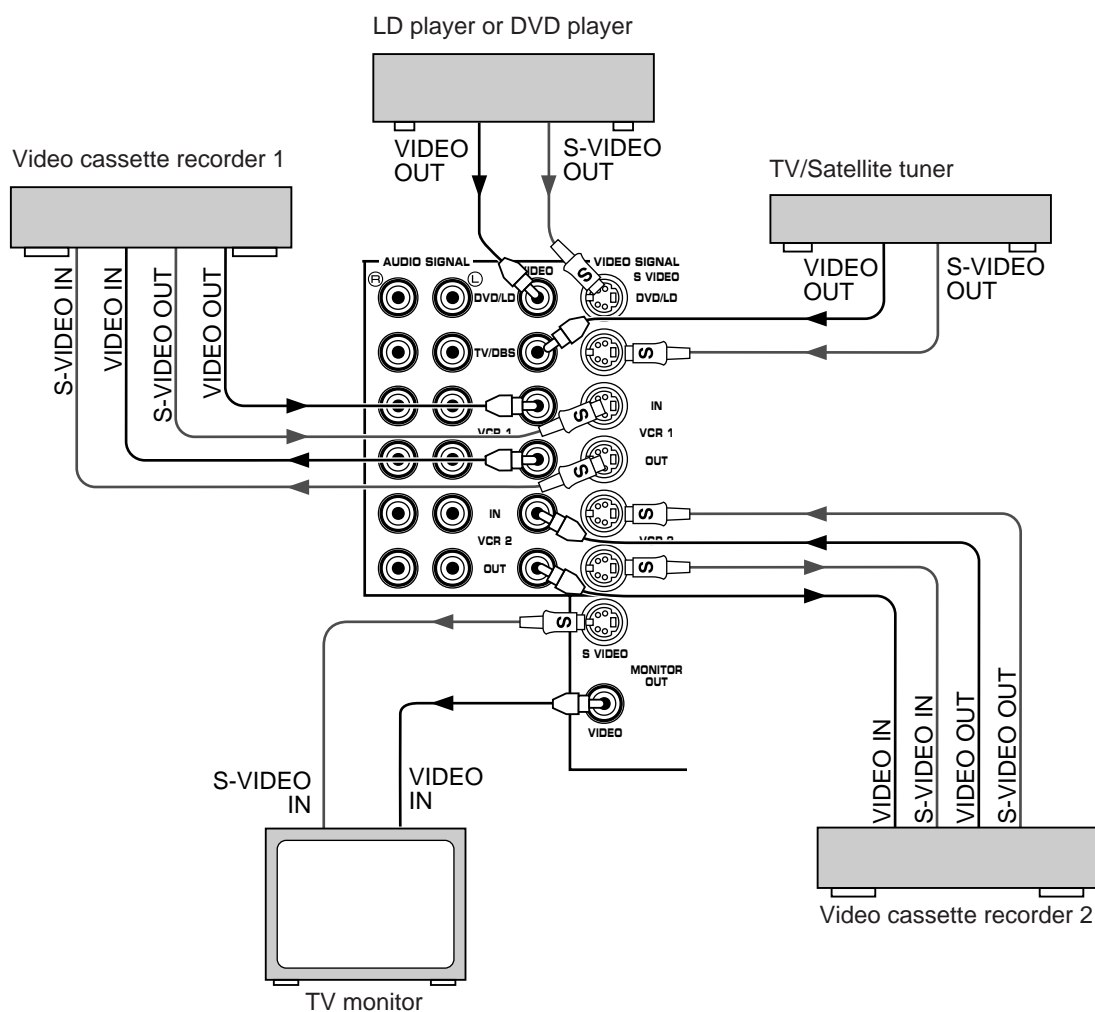 LD player or DVD player
VIDEO
OUT
S-VIDEO
OUT
Video cassette recorder 1
TV/Satellite tuner
S-VIDEO IN
VIDEO IN
S-VIDEO OUT
VIDEO OUT
VIDEO
OUT
S-VIDEO
OUT
AUDIO SIGNAL
VIDEO SIGNAL
R
L
S VIDEO
DVD/LD
S
DVD/LD
TV/DBS
S
IN
S
VCR 1
VCR 1
OUT
S
IN
S
VCR 2
OUT
S
S
S VIDEO
MONITOR
OUT
VIDEO
S-VIDEO
IN
VIDEO
IN
VIDEO IN
S-VIDEO IN
VIDEO OUT
S-VIDEO OUT
Video cassette recorder 2
TV monitor